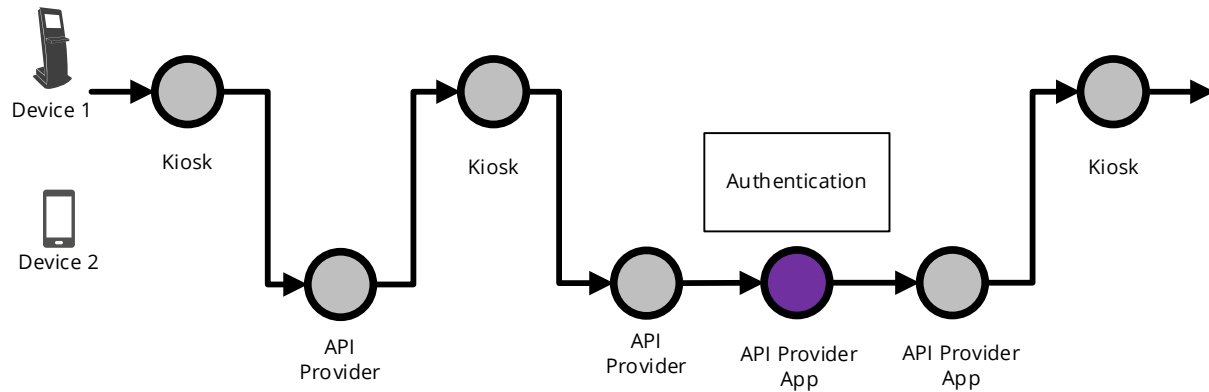 Device 1
Kiosk
Kiosk
Kiosk
Authentication
Device 2
API
Provider
API
Provider
API Provider
App
API Provider
App